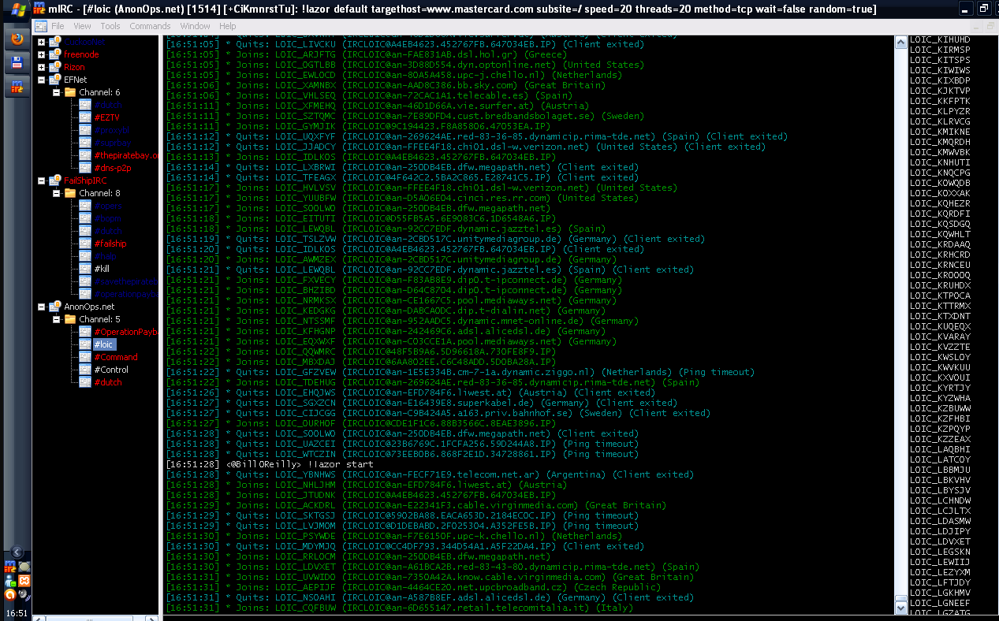 mIRC - [#loic (AnonOps.net) [1514] [+CiKmnrstTu]: !lazor default targethost=www.mastercard.com subsite=/ speed=20 threads=20 method=tcp wait=false random=true]
File View Tools Commands Window Help
freenode
Rizon
EFNet
Channel: 6
#dutch
#EZTV
#proxybl
#thepiratebay.o
#dns-p2p
FailShipIRC
Channel: 8
#opers
#bopm
#dutch
#failship
#help
#kill
#savethepirateb
#operationpayba
AnonOps.net
Channel: 5
#OperationPayb
#loic
#Command
#Control
#dutch
16:51
[16:51:05] * Quits: LOIC_LIVCKU (IRCLOIC@A4EB4623.452767FB.647034EB.IP) (Client exited)
[16:51:05] * Joins: LOIC_ARJFTG (IRCLOIC@an-FAE831AB.dsl.hol.gr) (Greece)
[16:51:05] * Joins: LOIC_OGTLBB (IRCLOIC@an-3D88D554.dyn.optonline.net) (United States)
[16:51:05] * Joins: LOIC_EWLOCD (IRCLOIC@an-80A5A458.upc-j.chello.nl) (Netherlands)
[16:51:06] * Joins: LOIC_XAMNBX (IRCLOIC@an-AAD8C386.bb.sky.com) (Great Britain)
[16:51:06] * Joins: LOIC_VHLSEQ (IRCLOIC@an-72CAC1A1.telecable.es) (Spain)
[16:51:11] * Joins: LOIC_XFMEHQ (IRCLOIC@an-46D1D66A.vie.surfer.at) (Austria)
[16:51:11] * Joins: LOIC_SZTQMC (IRCLOIC@an-7E89DFD4.cust.bredbandsbolaget.se) (Sweden)
[16:51:11] * Joins: LOIC_GYMJIK (IRCLOIC@9C194423.F8A85806.47053EA.IP)
[16:51:12] * Quits: LOIC_UQXFYF (IRCLOIC@an-269624AE.red-83-36-85.dynamicip.rima-tde.net) (Spain) (Client exited)
[16:51:12] * Quits: LOIC_JJADCY (IRCLOIC@an-FFEE4F18.chi01.dsl-w.verizon.net) (United States) (Client exited)
[16:51:13] * Joins: LOIC_IDLKOS (IRCLOIC@A4EB4623.452767FB.647034EB.IP)
[16:51:14] * Quits: LOIC_LXBRWI (IRCLOIC@an-250DB4EB.dfw.megapath.net) (Client exited)
[16:51:14] * Quits: LOIC_TFEAGX (IRCLOIC@4F642C2.5BA2C865.E28741C5.IP) (Client exited)
[16:51:17] * Joins: LOIC_HVLVSV (IRCLOIC@an-FFEE4F18.chi01.dsl-w.verizon.net) (United States)
[16:51:17] * Joins: LOIC_YUUBFW (IRCLOIC@an-D5A06E04.cinci.res.rr.com) (United States)
[16:51:17] * Joins: LOIC_SOOLWO (IRCLOIC@an-250DB4EB.dfw.megapath.net)
[16:51:18] * Joins: LOIC_EITUTI (IRCLOIC@D55FB5A5.6E9083C6.1D6548A6.IP)
[16:51:18] * Joins: LOIC_LEWQBL (IRCLOIC@an-92CC7EDF.dynamic.jazztel.es) (Spain)
[16:51:19] * Quits: LOIC_TSLZVW (IRCLOIC@an-2CBD517C.unitymediagroup.de) (Germany) (Client exited)
[16:51:20] * Quits: LOIC_IDLKOS (IRCLOIC@A4EB4623.452767FB.647034EB.IP) (Client exited)
[16:51:20] * Joins: LOIC_AWMZEX (IRCLOIC@an-2CBD517C.unitymediagroup.de) (Germany)
[16:51:20] * Quits: LOIC_LEWQBL (IRCLOIC@an-92CC7EDF.dynamic.jazztel.es) (Spain) (Client exited)
[16:51:21] * Joins: LOIC_FXVECY (IRCLOIC@an-F83AB8E9.dip0.t-ipconnect.de) (Germany)
[16:51:21] * Joins: LOIC_BHZIBD (IRCLOIC@an-D64C8704.dip0.t-ipconnect.de) (Germany)
[16:51:21] * Joins: LOIC_NRMKSX (IRCLOIC@an-CE1667C5.pool.mediaways.net) (Germany)
[16:51:21] * Joins: LOIC_KEDGKG (IRCLOIC@an-DABCA0DC.dip.t-dialin.net) (Germany)
[16:51:21] * Joins: LOIC_NTSSMF (IRCLOIC@an-952AADC5.dynamic.mnet-online.de) (Germany)
[16:51:21] * Joins: LOIC_KFHGNP (IRCLOIC@an-242469C6.adsl.alicedsl.de) (Germany)
[16:51:21] * Joins: LOIC_EQXWXF (IRCLOIC@an-C03CCE1A.pool.mediaways.net) (Germany)
[16:51:22] * Joins: LOIC_QQWMRC (IRCLOIC@48F5B9A6.5D96618A.730FE8F9.IP)
[16:51:22] * Joins: LOIC_MBXDAJ (IRCLOIC@6AA802EE.C6C48ADD.5D0BA28A.IP)
[16:51:22] * Quits: LOIC_GFZVEW (IRCLOIC@an-1E5E334B.cm-7-1a.dynamic.ziggo.nl) (Netherlands) (Ping timeout)
[16:51:22] * Joins: LOIC_TDEHUG (IRCLOIC@an-269624AE.red-83-36-85.dynamicip.rima-tde.net) (Spain)
[16:51:26] * Quits: LOIC_EHQJWS (IRCLOIC@an-EFD784F6.liwest.at) (Austria) (Client exited)
[16:51:27] * Quits: LOIC_SGXZCN (IRCLOIC@an-E16439E8.superkabel.de) (Germany) (Client exited)
[16:51:27] * Quits: LOIC_CIJCGG (IRCLOIC@an-C9B424A5.a163.priv.bahnhof.se) (Sweden) (Client exited)
[16:51:27] * Joins: LOIC_OURHOF (IRCLOIC@CDE1F1C6.88B3566C.8EAE3896.IP)
[16:51:28] * Quits: LOIC_SOOLWO (IRCLOIC@an-250DB4EB.dfw.megapath.net) (Client exited)
[16:51:28] * Quits: LOIC_UAZCEI (IRCLOIC@23B6769C.1CFCFA256.59D244A8.IP) (Ping timeout)
[16:51:28] * Quits: LOIC_WTCZIN (IRCLOIC@73EEB0B6.868F2E1D.34728861.IP) (Ping timeout)
[16:51:28] <@BillOReilly> !lazor start
[16:51:28] * Quits: LOIC_YBNHWS (IRCLOIC@an-FECF71E9.telecom.net.ar) (Argentina) (Client exited)
[16:51:28] * Joins: LOIC_NHLJHM (IRCLOIC@an-EFD784F6.liwest.at) (Austria)
[16:51:28] * Joins: LOIC_JTUDNK (IRCLOIC@A4EB4623.452767FB.647034EB.IP)
[16:51:29] * Joins: LOIC_ACKDRL (IRCLOIC@an-E22341F3.cable.virginmedia.com) (Great Britain)
[16:51:29] * Quits: LOIC_SKTGSJ (IRCLOIC@5902BA88.EACA653D.2184EC0C.IP) (Ping timeout)
[16:51:29] * Quits: LOIC_LVJMOM (IRCLOIC@D1DEBABD.2F025304.A352FE5B.IP) (Ping timeout)
[16:51:30] * Joins: LOIC_PSYWDE (IRCLOIC@an-F7E6150F.upc-k.chello.nl) (Netherlands)
[16:51:30] * Quits: LOIC_MDYMJQ (IRCLOIC@CC4DF793.344D54A1.A5F22DA4.IP) (Client exited)
[16:51:30] * Joins: LOIC_RRLOCM (IRCLOIC@an-250DB4EB.dfw.megapath.net)
[16:51:30] * Joins: LOIC_LDVXET (IRCLOIC@an-A61BCA2B.red-83-43-80.dynamicip.rima-tde.net) (Spain)
[16:51:31] * Joins: LOIC_UVWIDO (IRCLOIC@an-7350A42A.know.cable.virginmedia.com) (Great Britain)
[16:51:31] * Joins: LOIC_AEPIJF (IRCLOIC@an-4464CE20.net.upcbroadband.cz) (Czech Republic)
[16:51:31] * Quits: LOIC_NSOAHI (IRCLOIC@an-A587B8EF.adsl.alicedsl.de) (Germany) (Client exited)
[16:51:31] * Joins: LOIC_CQFBUW (IRCLOIC@an-6D655147.retail.telecomitalia.it) (Italy)
LOIC_KIHUHD
LOIC_KIRMSP
LOIC_KITSPS
LOIC_KIWIWS
LOIC_KIXBDP
LOIC_KJKTVP
LOIC_KKFPTK
LOIC_KLPYZR
LOIC_KLRVCG
LOIC_KMIKNE
LOIC_KMQRDH
LOIC_KMWVBK
LOIC_KNHUTI
LOIC_KNQCPG
LOIC_KOWQDB
LOIC_KOXXAK
LOIC_KQHEZR
LOIC_KQRDFI
LOIC_KQSDGQ
LOIC_KQWHLT
LOIC_KRDAAQ
LOIC_KRHCRD
LOIC_KRNCEU
LOIC_KROOOQ
LOIC_KRUHDX
LOIC_KTPOCA
LOIC_KTTRMX
LOIC_KTXDNT
LOIC_KUQEQX
LOIC_KVARAY
LOIC_KVZZTE
LOIC_KWSLOY
LOIC_KWVKUU
LOIC_KXVOUI
LOIC_KYRTJY
LOIC_KYZWHA
LOIC_KZBUWW
LOIC_KZFHBI
LOIC_KZPQYP
LOIC_KZZEAX
LOIC_LAQBHI
LOIC_LATCOY
LOIC_LBBMJU
LOIC_LBKVHV
LOIC_LBYSJV
LOIC_LCHNDW
LOIC_LCJLTX
LOIC_LDASMW
LOIC_LDJIPY
LOIC_LDVXET
LOIC_LEGSKN
LOIC_LEWIIJ
LOIC_LEZYXM
LOIC_LFTJDY
LOIC_LGKHMV
LOIC_LGNEEF
LOIC_LGZATG